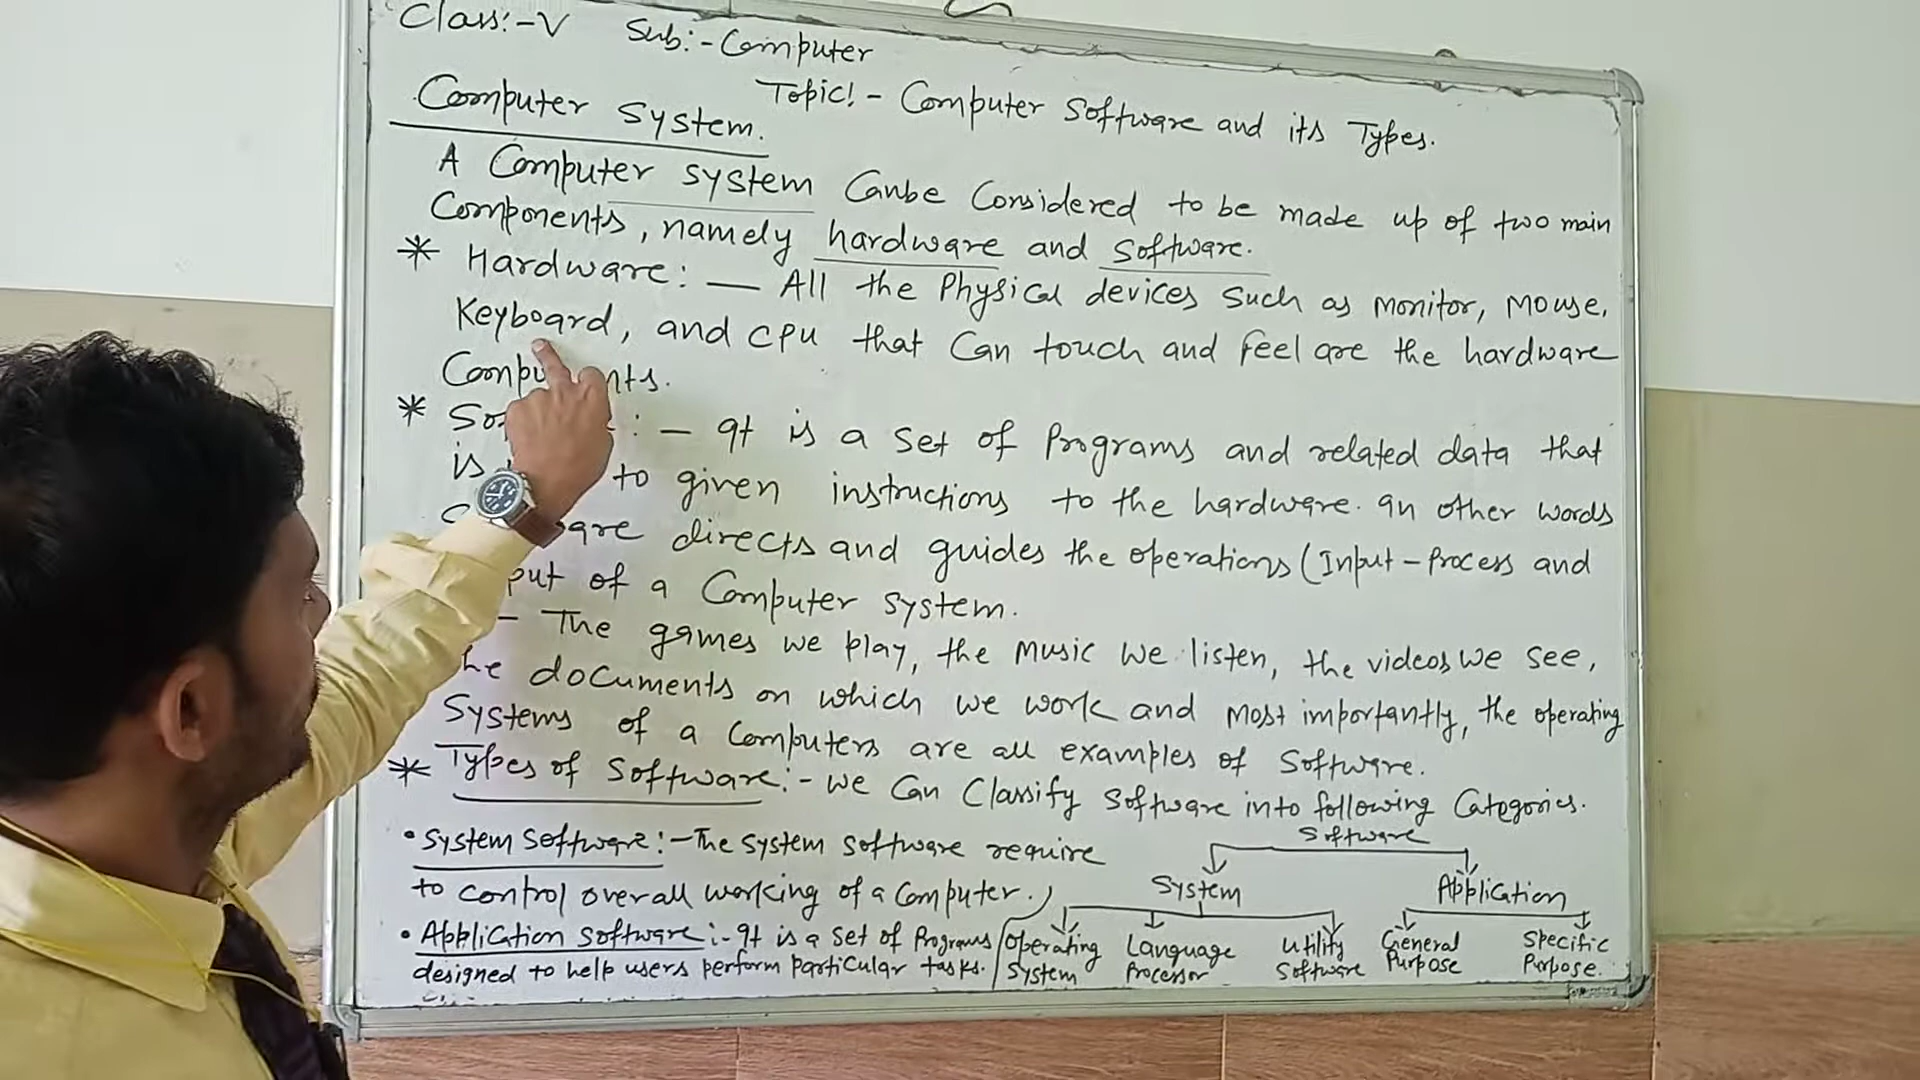 Class:-V Sub:-Computer
Topic!- Computer Software and its Types.
Computer System.
A Computer system Canbe Considered to be made up of two main
Components, namely hardware and Software.
* Hardware: — All the Physical devices Such as monitor, mouse,
Keyboard, and CPU that Can touch and feel are the hardware
* : — It is a Set of Programs and related data that
is to given instructions to the hardware. In other words
directs and guides the operations (Input - Process and
of a Computer system.
- The games we play, the music we listen, the videos we see,
documents on which we work and most importantly, the operating
Systems of a Computers are all examples of Software.
* Types of Software:- we Can Classify Software into following Categories.
• System Software:- The System Software require
to control overall working of a Computer.
• Application Software:- It is a Set of Programs
designed to help users perform particular tasks.
Software
System Application
Operating System Language Processor Utility Software General Purpose Specific Purpose.